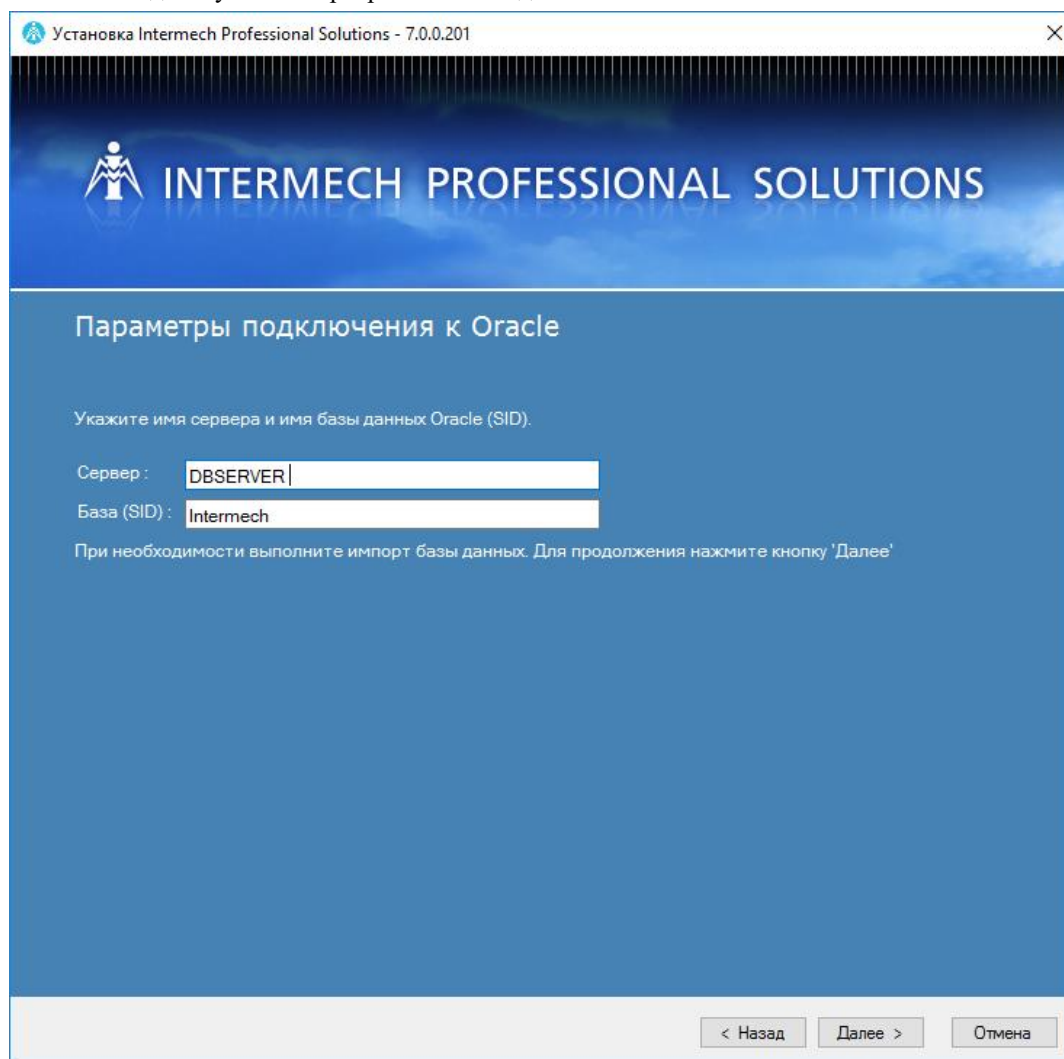 Установка Intermech Professional Solutions - 7.0.0.201
INTERMECH PROFESSIONAL SOLUTIONS
Параметры подключения к Oracle
Укажите имя сервера и имя базы данных Oracle (SID).
Сервер : DBSERVER
База (SID) : Intermech
При необходимости выполните импорт базы данных. Для продолжения нажмите кнопку 'Далее'
< Назад Далее > Отмена